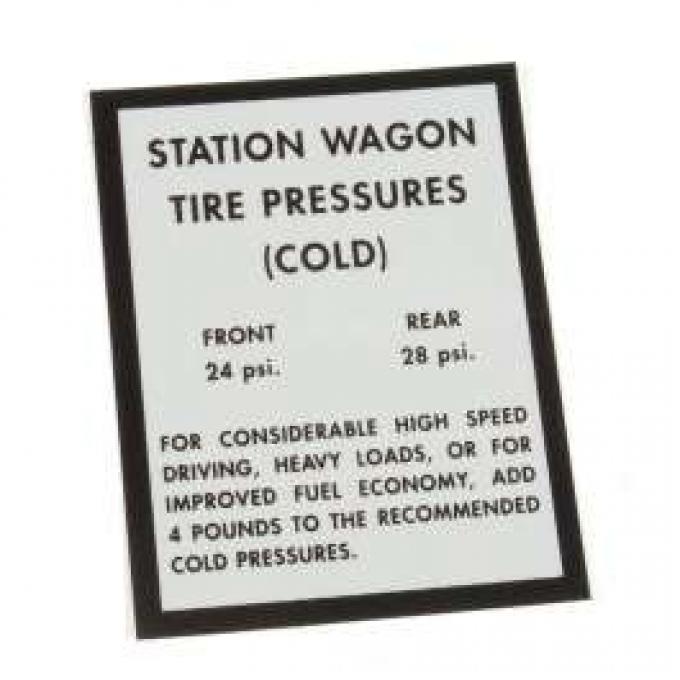 STATION WAGON
TIRE PRESSURES
(COLD)
FRONT REAR
24 psi. 28 psi.
FOR CONSIDERABLE HIGH SPEED
DRIVING, HEAVY LOADS, OR FOR
IMPROVED FUEL ECONOMY, ADD
4 POUNDS TO THE RECOMMENDED
COLD PRESSURES.